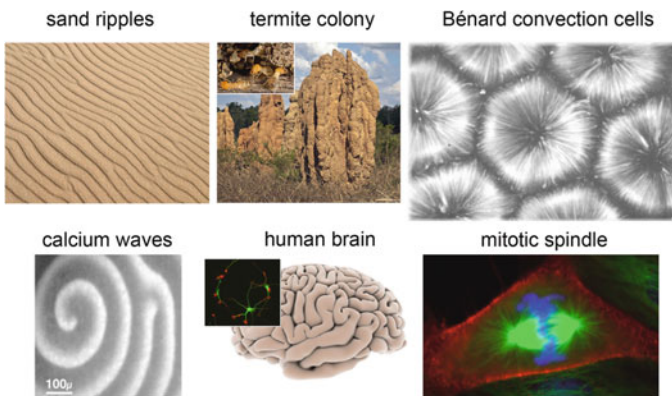 sand ripples
termite colony
Bénard convection cells
calcium waves
human brain
mitotic spindle
100µ